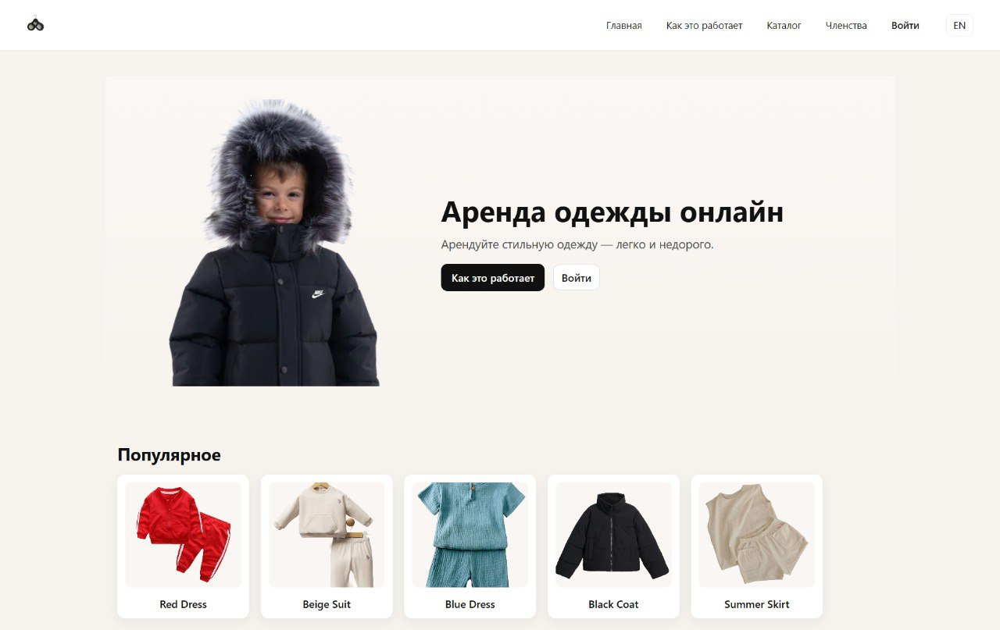 Главная
Как это работает
Каталог
Членства
Войти
EN
NIKE
Аренда одежды онлайн
Арендуйте стильную одежду — легко и недорого.
Как это работает
Войти
Популярное
Red Dress
Beige Suit
Blue Dress
Black Coat
Summer Skirt